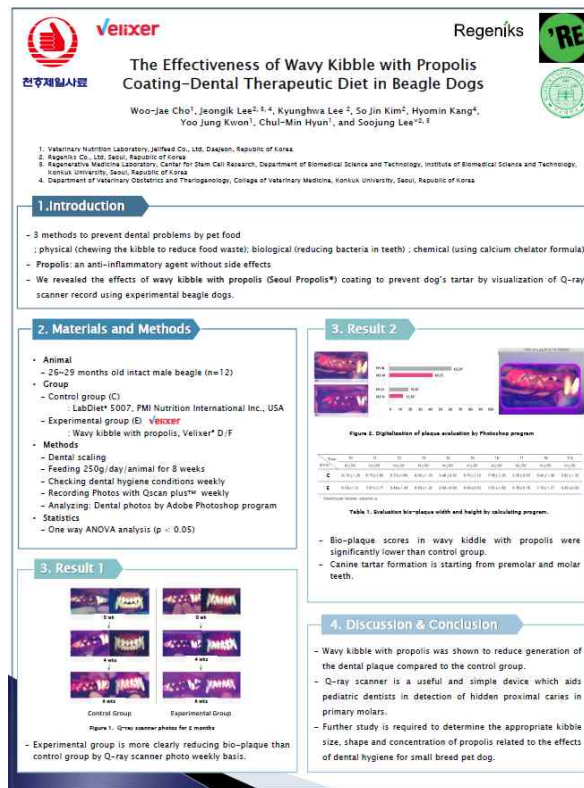 Velixer
Regeniks
'RE
천호제일사료
The Effectiveness of Wavy Kibble with Propolis
Coating-Dental Therapeutic Diet in Beagle Dogs
Woo-Jae Cho¹, Jeongik Lee², ³, ⁴, Kyunghwa Lee ², So Jin Kim², Hyomin Kang⁴,
Yoo Jung Kwon¹, Chul-Min Hyun¹, and Soojung Lee*², ³
1. Veterinary Nutrition Laboratory, Jeilfeed Co., Ltd, Daejeon, Republic of Korea
2. Regeniks Co., Ltd, Seoul, Republic of Korea
3. Regenerative Medicine Laboratory, Center for Stem Cell Research, Department of Biomedical Science and Technology, Institute of Biomedical Science and Technology,
Konkuk University, Seoul, Republic of Korea
4. Department of Veterinary Obstetrics and Theriogenology, College of Veterinary Medicine, Konkuk University, Seoul, Republic of Korea
1.Introduction
- 3 methods to prevent dental problems by pet food
; physical (chewing the kibble to reduce food waste); biological (reducing bacteria in teeth) ; chemical (using calcium chelator formula)
- Propolis: an anti-inflammatory agent without side effects
- We revealed the effects of wavy kibble with propolis (Seoul Propolis®) coating to prevent dog's tartar by visualization of Q-ray
scanner record using experimental beagle dogs.
2. Materials and Methods
• Animal
- 26~29 months old intact male beagle (n=12)
• Group
- Control group (C)
: LabDiet® 5007, PMI Nutrition International Inc., USA
- Experimental group (E) Velixer
: Wavy kibble with propolis, Velixer® D/F
• Methods
- Dental scaling
- Feeding 250g/day/animal for 8 weeks
- Checking dental hygiene conditions weekly
- Recording Photos with Qscan plus™ weekly
- Analyzing: Dental photos by Adobe Photoshop program
• Statistics
- One way ANOVA analysis (p < 0.05)
3. Result 1
0 wk
0 wk
4 wks
4 wks
8 wks
8 wks
Control Group
Experimental Group
Figure 1. Q-ray scanner photos for 2 months
- Experimental group is more clearly reducing bio-plaque than
control group by Q-ray scanner photo weekly basis.
3. Result 2
Figure 2. Digitalization of plaque evaluation by Photoshop program
Table 1. Evaluation bio-plaque width and height by calculating program.
- Bio-plaque scores in wavy kiddle with propolis were
significantly lower than control group.
- Canine tartar formation is starting from premolar and molar
teeth.
4. Discussion & Conclusion
- Wavy kibble with propolis was shown to reduce generation of
the dental plaque compared to the control group.
- Q-ray scanner is a useful and simple device which aids
pediatric dentists in detection of hidden proximal caries in
primary molars.
- Further study is required to determine the appropriate kibble
size, shape and concentration of propolis related to the effects
of dental hygiene for small breed pet dog.